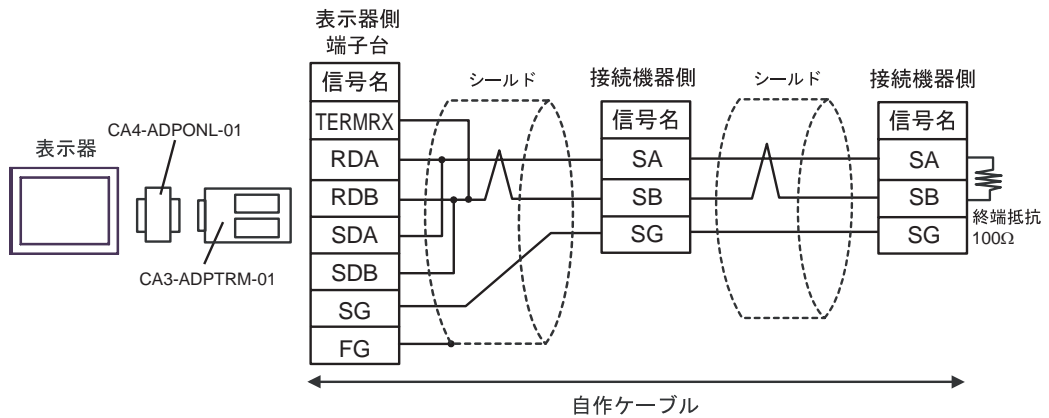 表示器
CA4-ADPONL-01
CA3-ADPTRM-01
表示器側
端子台
信号名
TERMRX
RDA
RDB
SDA
SDB
SG
FG
シールド
接続機器側
信号名
SA
SB
SG
シールド
接続機器側
信号名
SA
SB
SG
終端抵抗
100Ω
自作ケーブル